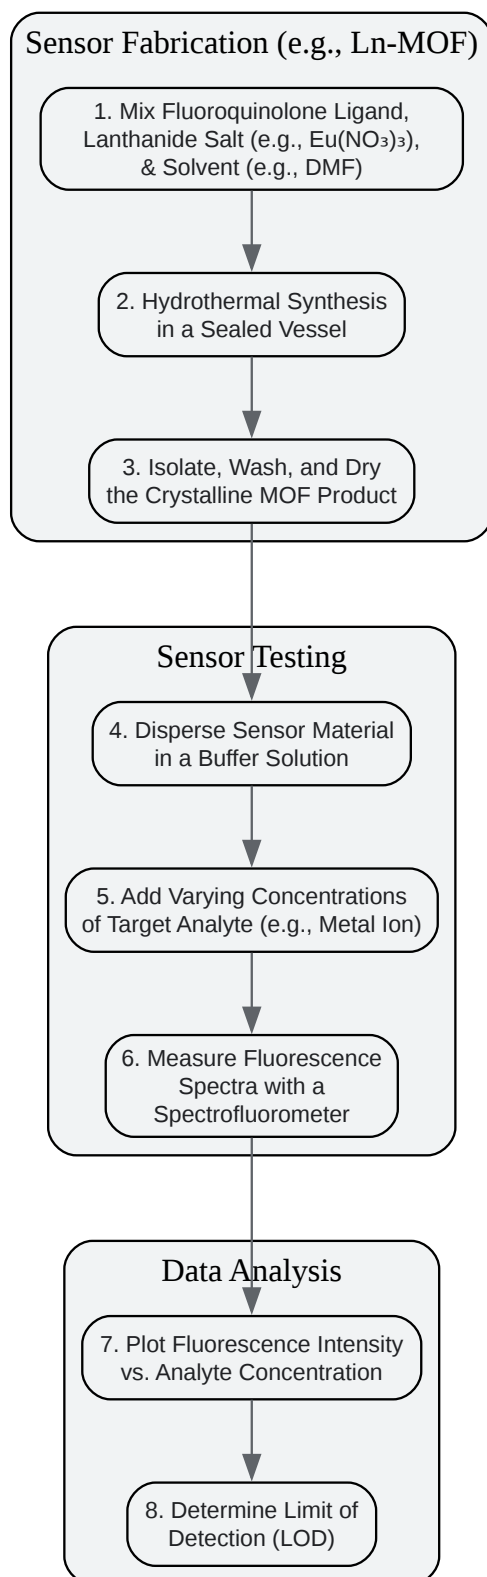 Sensor Fabrication (e.g., Ln-MOF)
1. Mix Fluoroquinolone Ligand,
Lanthanide Salt (e.g., Eu(NO₃)₃),
& Solvent (e.g., DMF)
2. Hydrothermal Synthesis
in a Sealed Vessel
3. Isolate, Wash, and Dry
the Crystalline MOF Product
Sensor Testing
4. Disperse Sensor Material
in a Buffer Solution
5. Add Varying Concentrations
of Target Analyte (e.g., Metal Ion)
6. Measure Fluorescence
Spectra with a
Spectrofluorometer
Data Analysis
7. Plot Fluorescence Intensity
vs. Analyte Concentration
8. Determine Limit of
Detection (LOD)